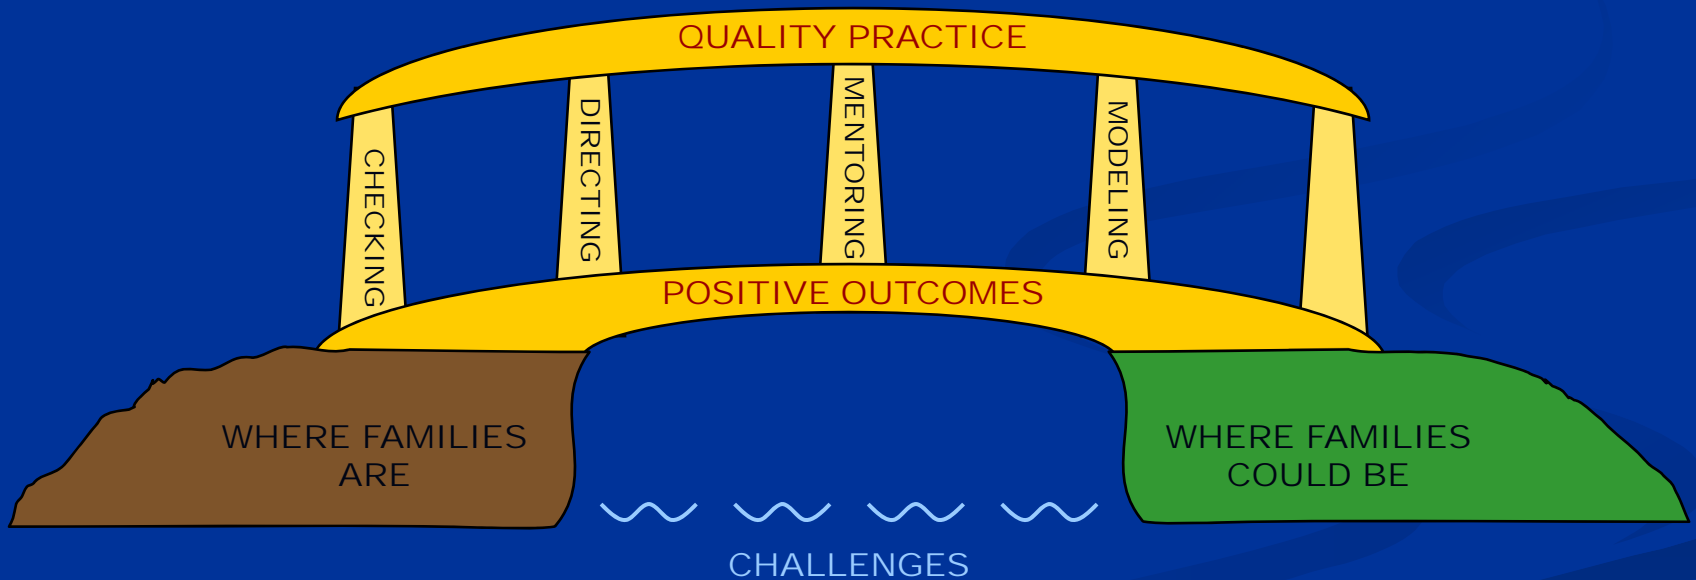 QUALITY PRACTICE
CHECKING
DIRECTING
MENTORING
MODELING
POSITIVE OUTCOMES
WHERE FAMILIES
ARE
WHERE FAMILIES
COULD BE
CHALLENGES